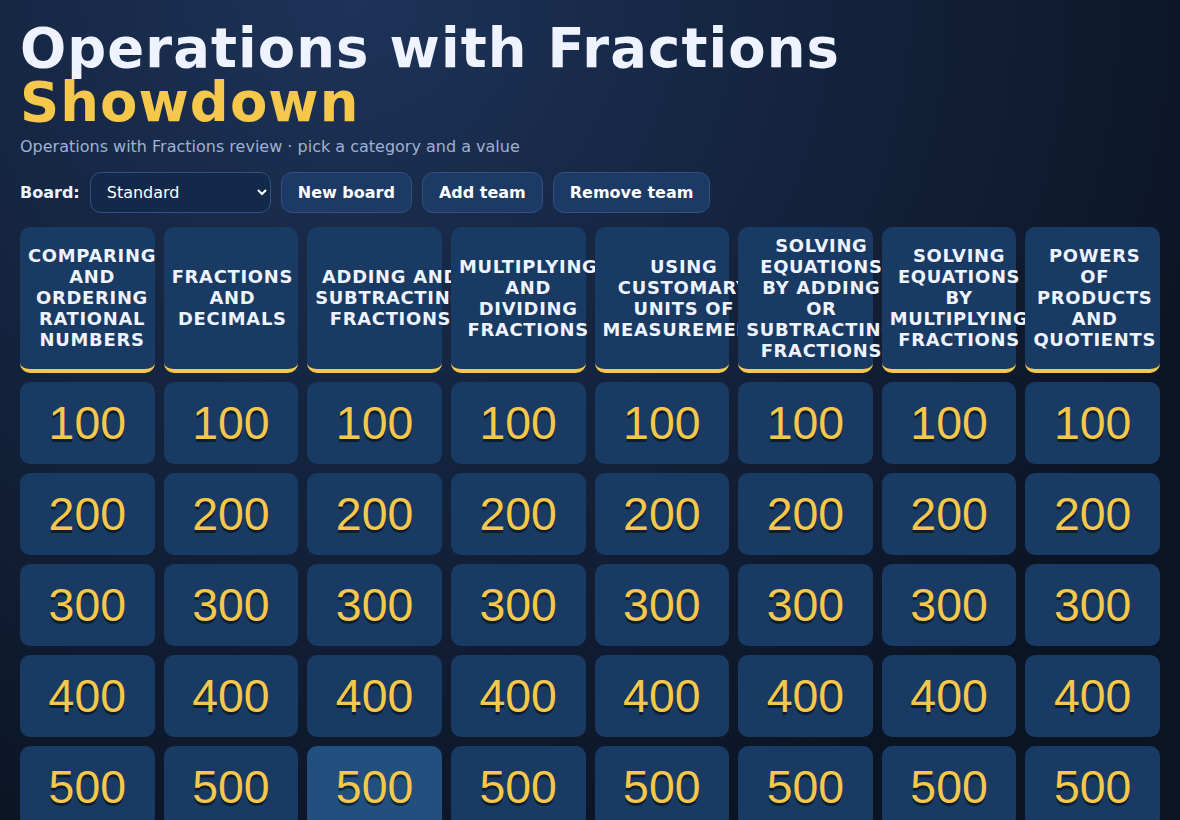 Operations with Fractions
Showdown
Operations with Fractions review · pick a category and a value
Board: Standard New board Add team Remove team
COMPARING
AND
ORDERING
RATIONAL
NUMBERS
FRACTIONS
AND
DECIMALS
ADDING AND
SUBTRACTIN
FRACTIONS
MULTIPLYING
AND
DIVIDING
FRACTIONS
USING
CUSTOMARY
UNITS OF
MEASUREME
SOLVING
EQUATIONS
BY ADDING
OR
SUBTRACTIN
FRACTIONS
SOLVING
EQUATIONS
BY
MULTIPLYING
FRACTIONS
POWERS
OF
PRODUCTS
AND
QUOTIENTS
100 100 100 100 100 100 100 100
200 200 200 200 200 200 200 200
300 300 300 300 300 300 300 300
400 400 400 400 400 400 400 400
500 500 500 500 500 500 500 500